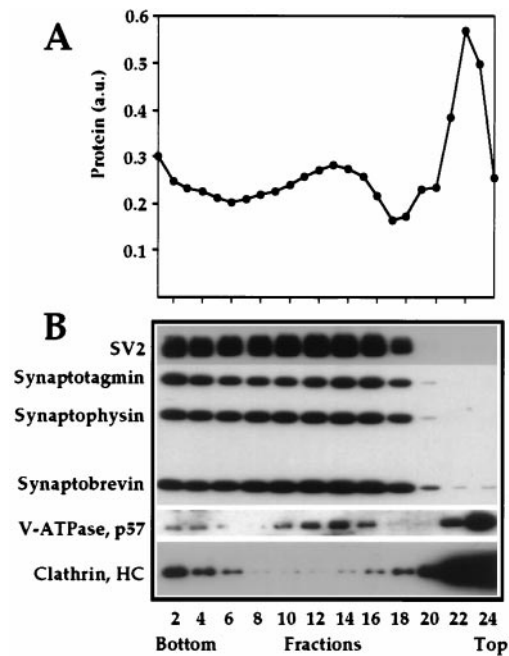 A
Protein (a.u.)
0.6
0.5
0.4
0.3
0.2
0.1
B
SV2
Synaptotagmin
Synaptophysin
Synaptobrevin
V-ATPase, p57
Clathrin, HC
2 4 6 8 10 12 14 16 18 20 22 24
Bottom Fractions Top